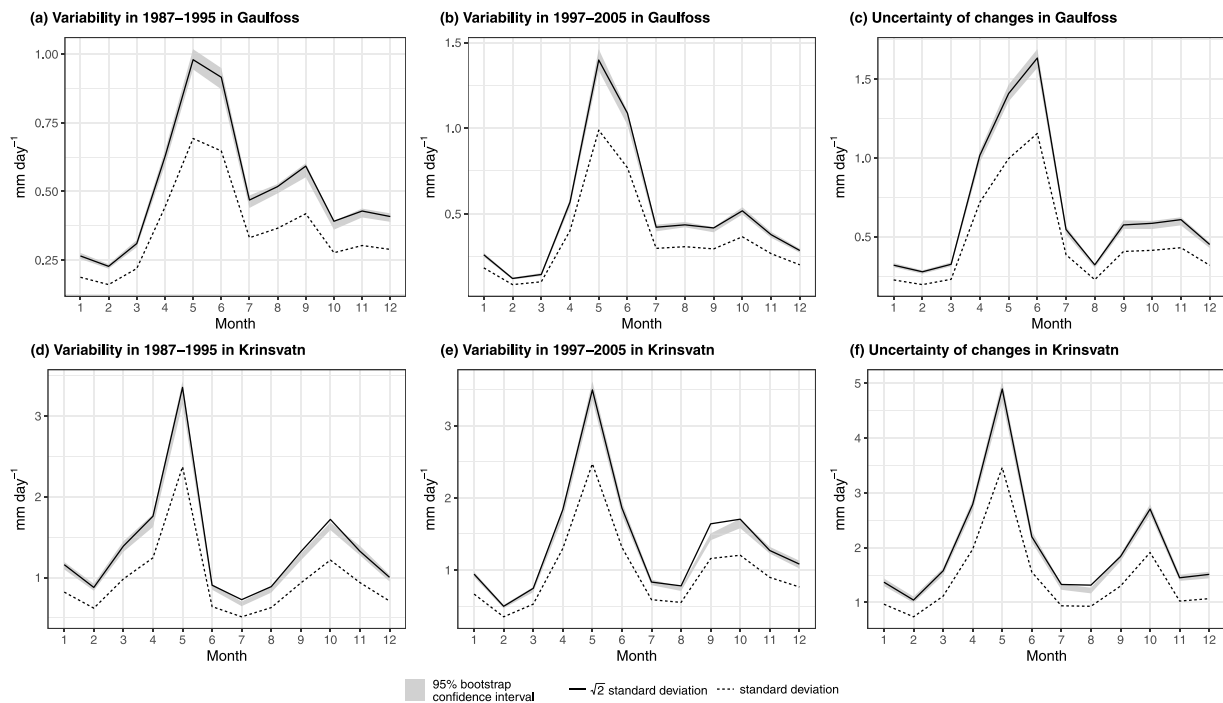 (a) Variability in 1987–1995 in Gaulfoss
(b) Variability in 1997–2005 in Gaulfoss
(c) Uncertainty of changes in Gaulfoss
mm day⁻¹
1.00
0.75
0.50
0.25
1 2 3 4 5 6 7 8 9 10 11 12
Month
mm day⁻¹
1.5
1.0
0.5
1 2 3 4 5 6 7 8 9 10 11 12
Month
mm day⁻¹
1.5
1.0
0.5
1 2 3 4 5 6 7 8 9 10 11 12
Month
(d) Variability in 1987–1995 in Krinsvatn
(e) Variability in 1997–2005 in Krinsvatn
(f) Uncertainty of changes in Krinsvatn
mm day⁻¹
3
2
1
1 2 3 4 5 6 7 8 9 10 11 12
Month
mm day⁻¹
3
2
1
1 2 3 4 5 6 7 8 9 10 11 12
Month
mm day⁻¹
5
4
3
2
1
1 2 3 4 5 6 7 8 9 10 11 12
Month
95% bootstrap
confidence interval
√2 standard deviation
standard deviation